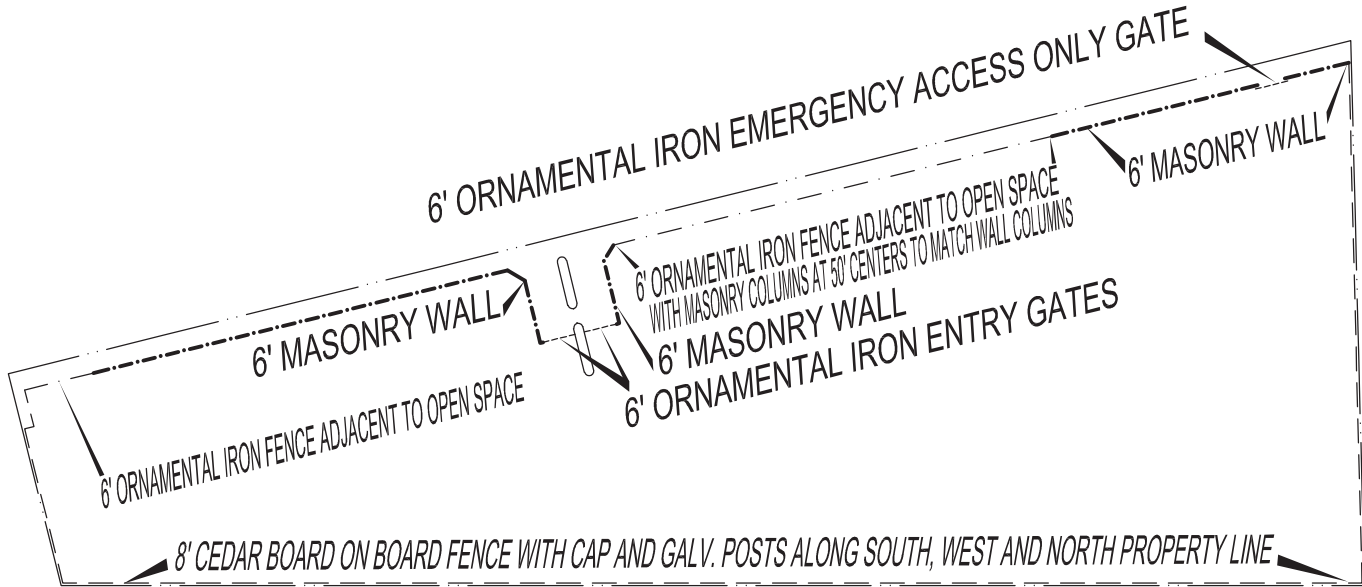 6' ORNAMENTAL IRON EMERGENCY ACCESS ONLY GATE
6' MASONRY WALL
6' ORNAMENTAL IRON FENCE ADJACENT TO OPEN SPACE
WITH MASONRY COLUMNS AT 50' CENTERS TO MATCH WALL COLUMNS
6' MASONRY WALL
6' MASONRY WALL
6' ORNAMENTAL IRON ENTRY GATES
6' ORNAMENTAL IRON FENCE ADJACENT TO OPEN SPACE
8' CEDAR BOARD ON BOARD FENCE WITH CAP AND GALV. POSTS ALONG SOUTH, WEST AND NORTH PROPERTY LINE